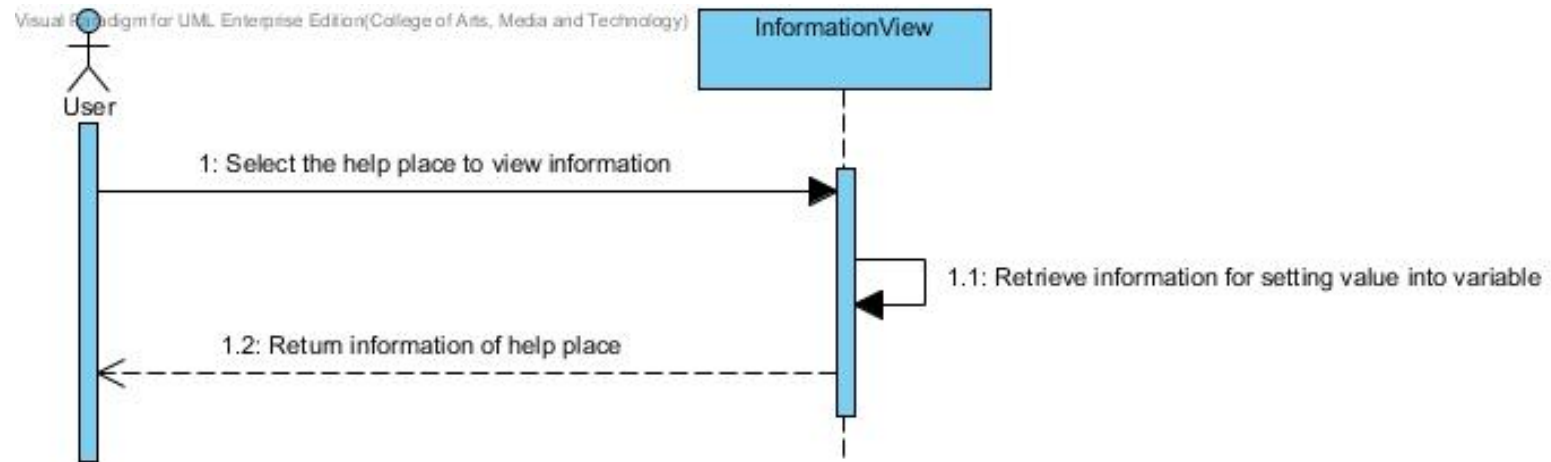 Visual Paradigm for UML Enterprise Edition(College of Arts, Media and Technology)
InformationView
User
1: Select the help place to view information
1.1: Retrieve information for setting value into variable
1.2: Return information of help place